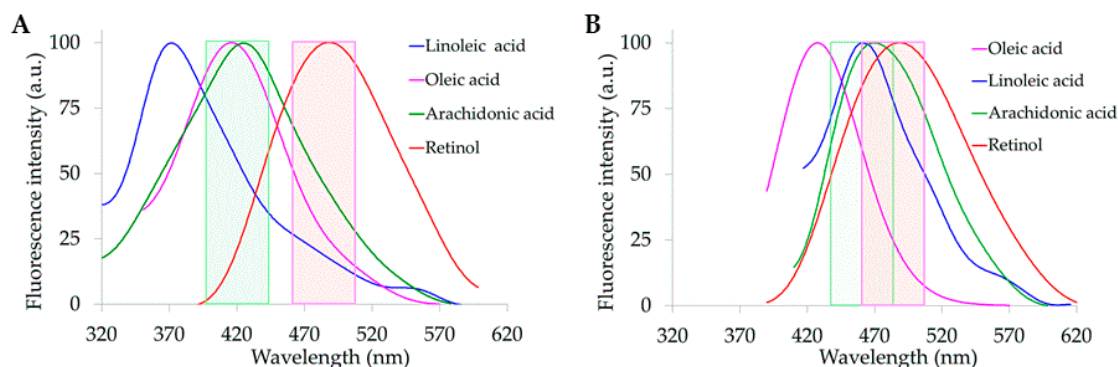 A
Fluorescence intensity (a.u.)
100
75
50
25
0
320 370 420 470 520 570 620
Wavelength (nm)
Linoleic acid
Oleic acid
Arachidonic acid
Retinol
B
Fluorescence intensity (a.u.)
100
75
50
25
0
320 370 420 470 520 570 620
Wavelength (nm)
Oleic acid
Linoleic acid
Arachidonic acid
Retinol